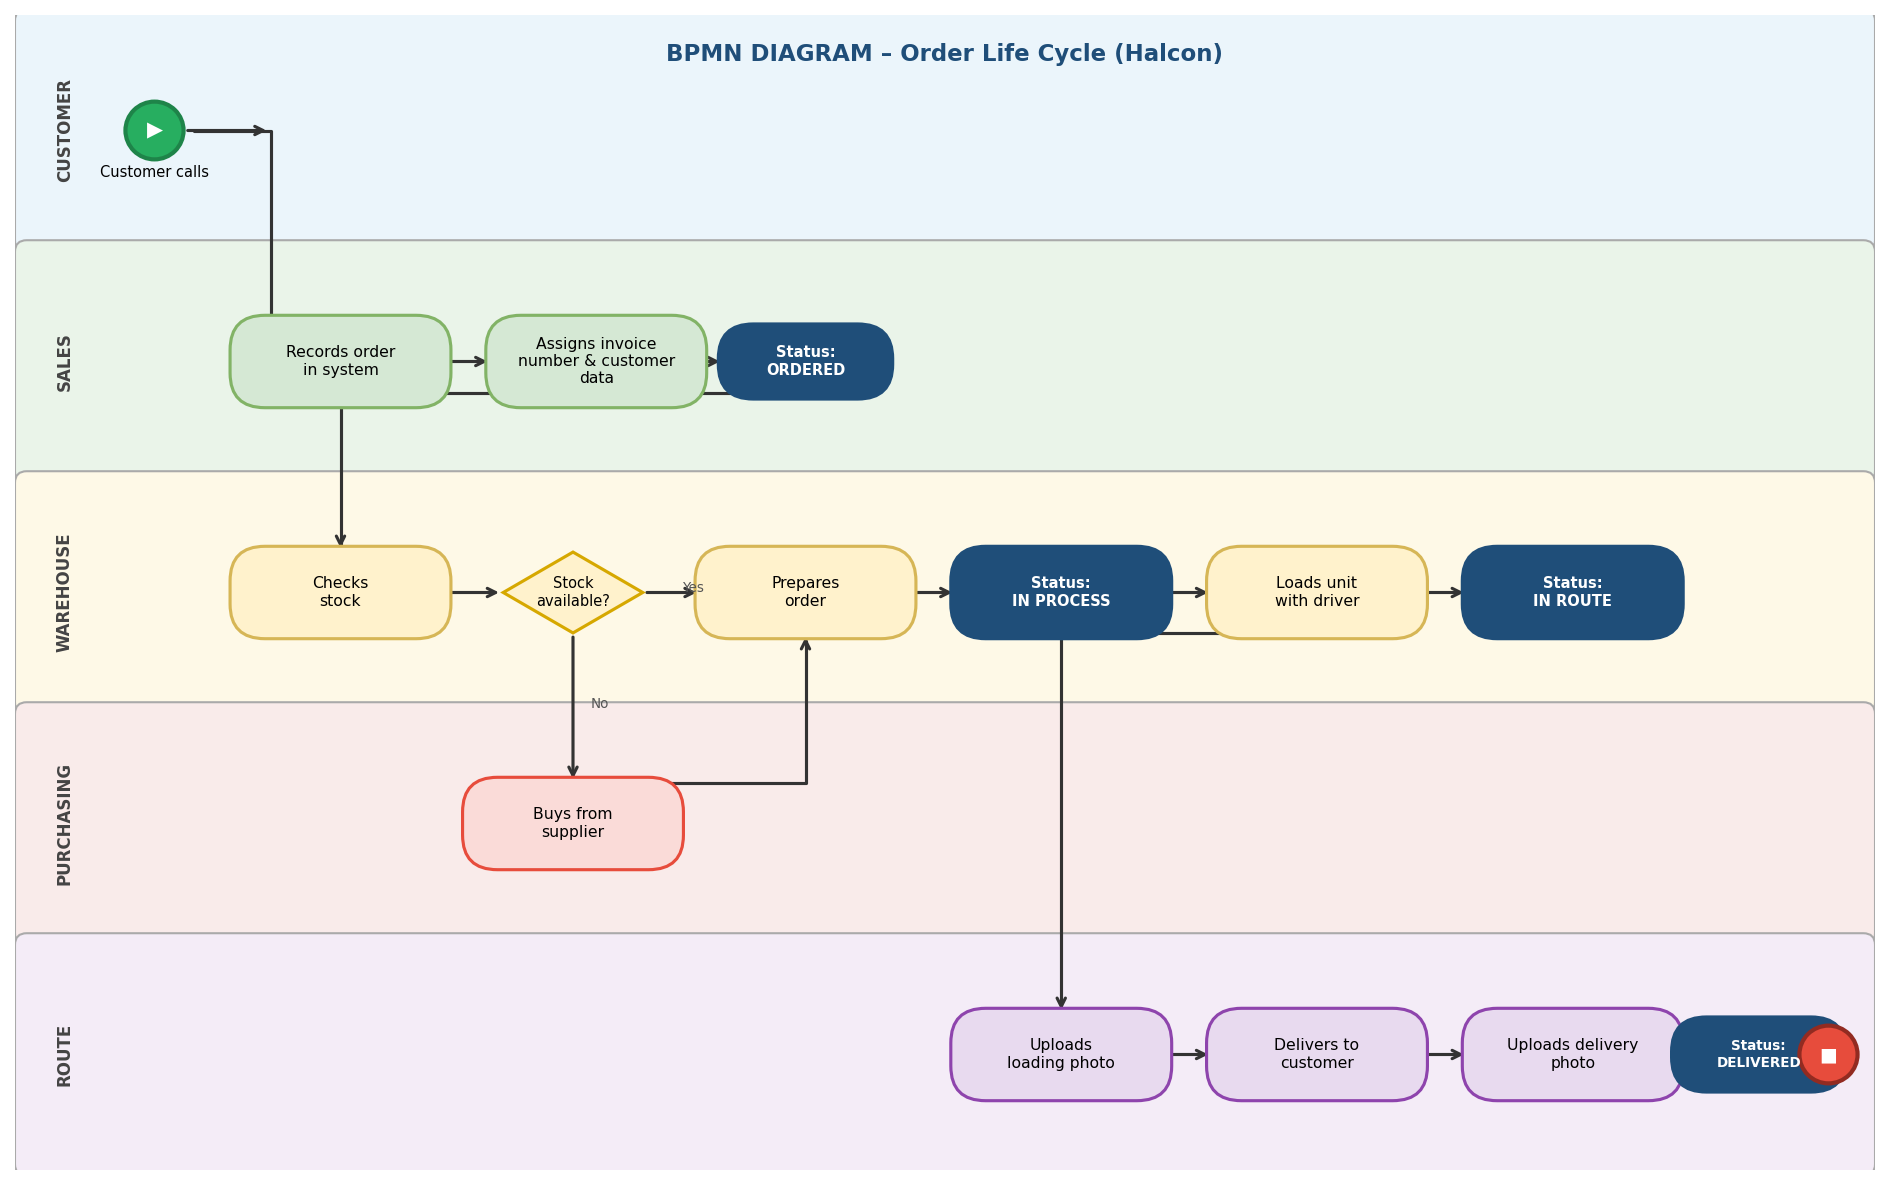 BPMN DIAGRAM – Order Life Cycle (Halcon)
CUSTOMER
Customer calls
SALES
Records order
in system
Assigns invoice
number & customer
data
Status:
ORDERED
WAREHOUSE
Checks
stock
Stock
available?
Yes
Prepares
order
Status:
IN PROCESS
Loads unit
with driver
Status:
IN ROUTE
No
PURCHASING
Buys from
supplier
ROUTE
Uploads
loading photo
Delivers to
customer
Uploads delivery
photo
Status:
DELIVERED